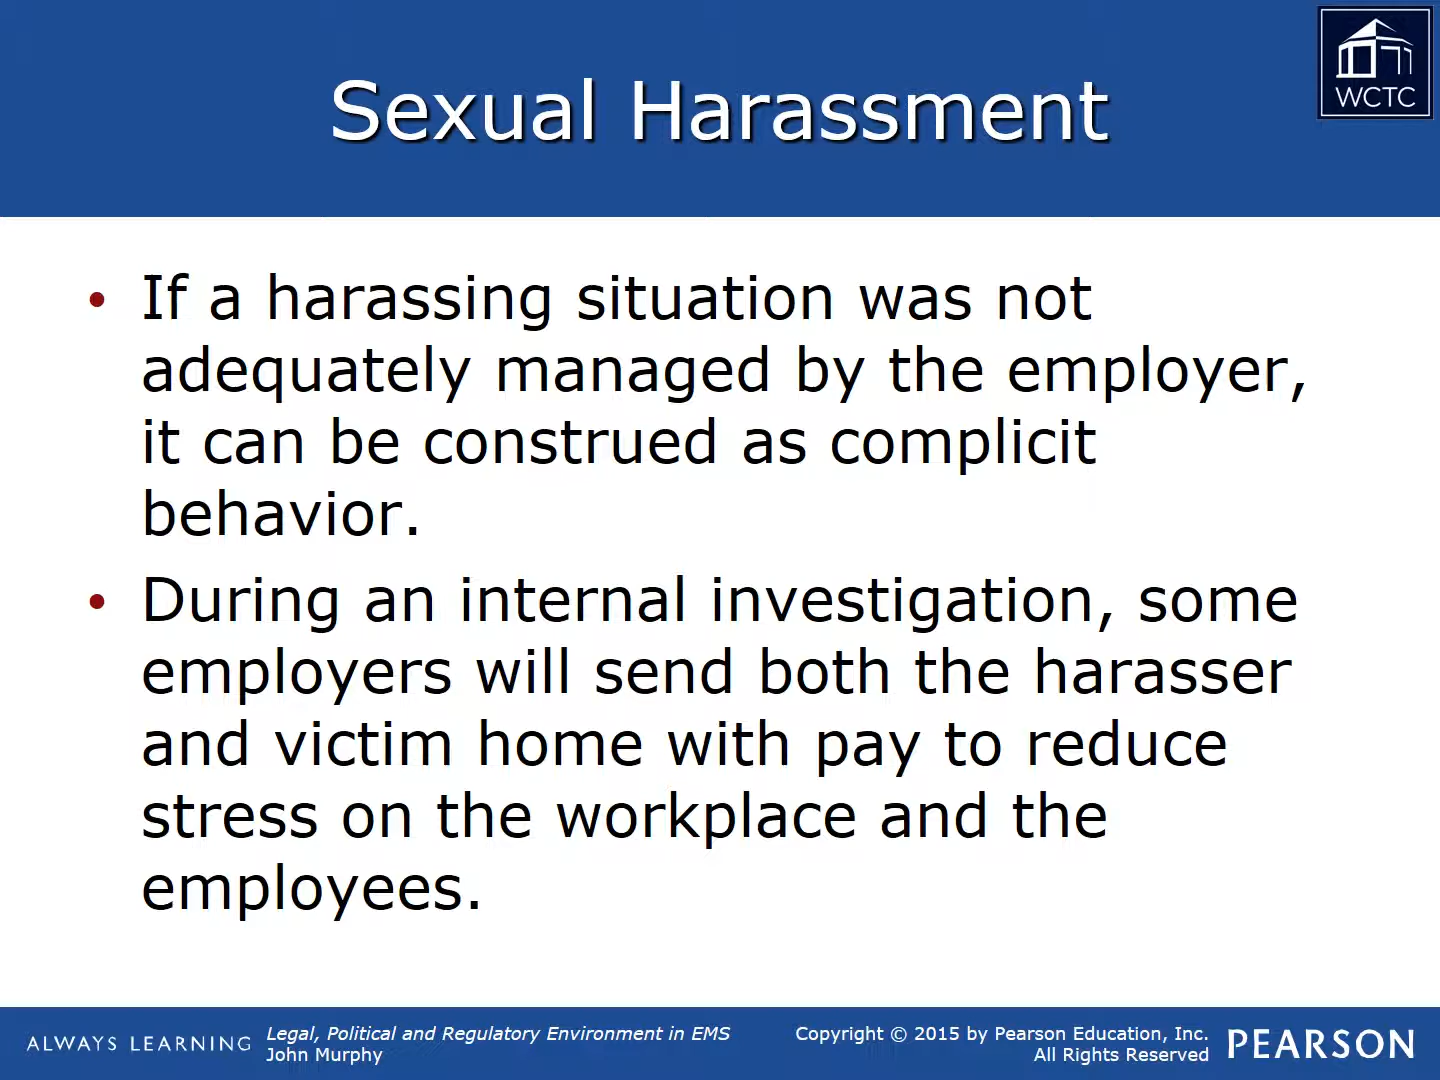 Sexual Harassment
WCTC
• If a harassing situation was not
adequately managed by the employer,
it can be construed as complicit
behavior.
• During an internal investigation, some
employers will send both the harasser
and victim home with pay to reduce
stress on the workplace and the
employees.
ALWAYS LEARNING
Legal, Political and Regulatory Environment in EMS
John Murphy
Copyright © 2015 by Pearson Education, Inc.
All Rights Reserved
PEARSON